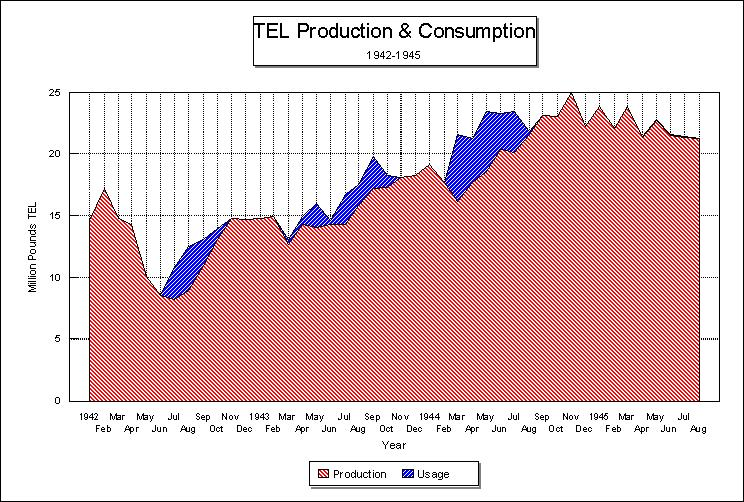 TEL Production & Consumption
1942-1945
25
20
15
10
5
0
Million Pounds TEL
1942 Mar May Jul Sep Nov 1943 Mar May Jul Sep Nov 1944 Mar May Jul Sep Nov 1945 Mar May Jul
Feb Apr Jun Aug Oct Dec Feb Apr Jun Aug Oct Dec Feb Apr Jun Aug Oct Dec Feb Apr Jun Aug
Year
Production Usage